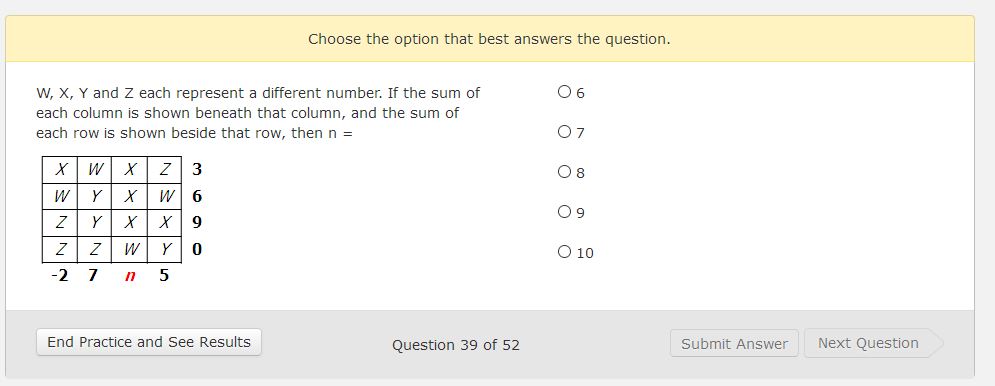 Choose the option that best answers the question.
W, X, Y and Z each represent a different number. If the sum of
each column is shown beneath that column, and the sum of
each row is shown beside that row, then n =
X W X Z 3
W Y X W 6
Z Y X X 9
Z Z W Y 0
-2 7 n 5
6
7
8
9
10
End Practice and See Results
Question 39 of 52
Submit Answer
Next Question